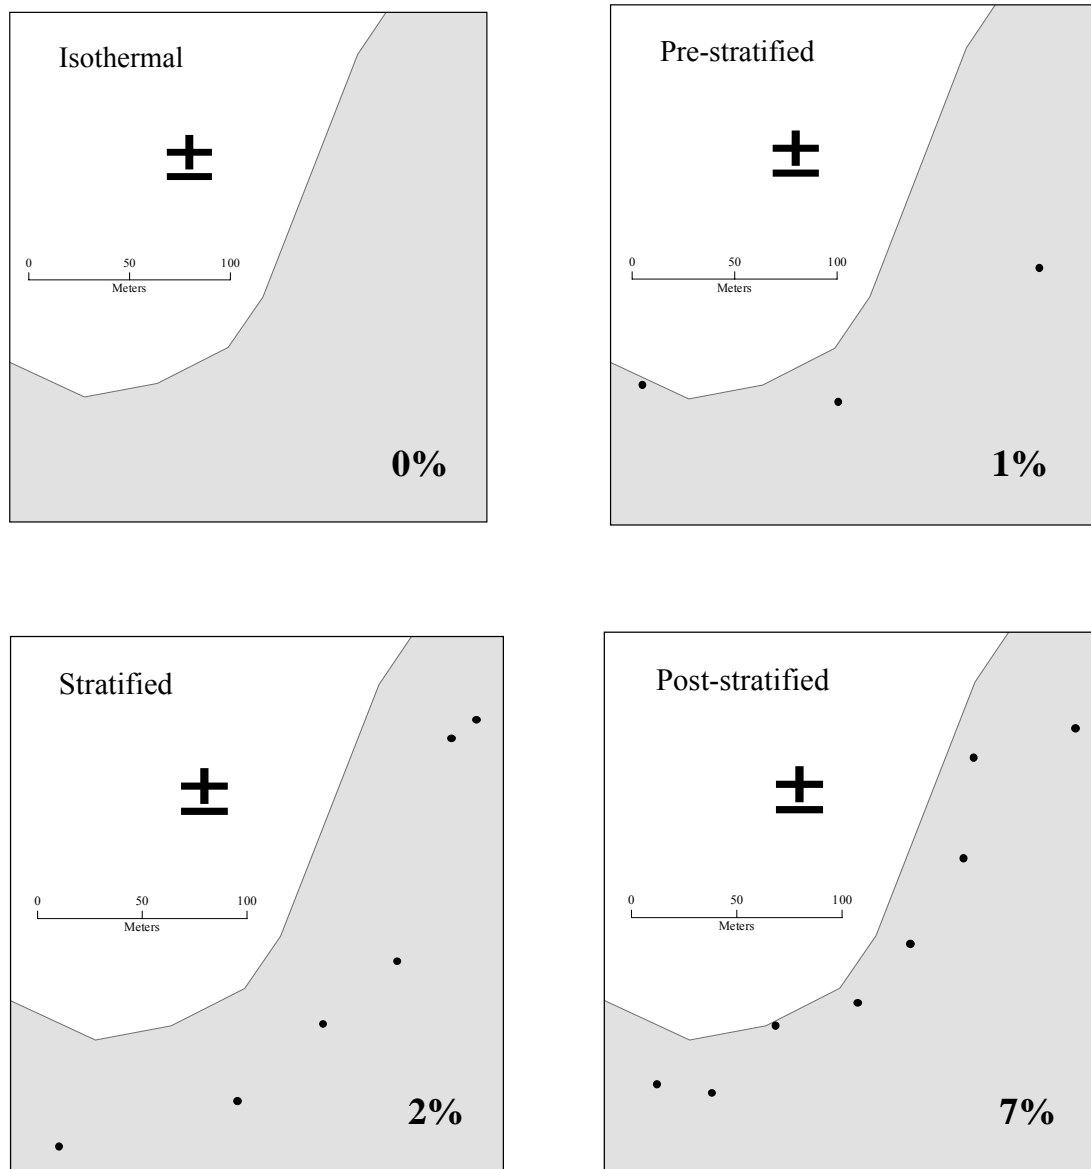 Isothermal
±
0 50 100
Meters
0%
Pre-stratified
±
0 50 100
Meters
1%
Stratified
±
0 50 100
Meters
2%
Post-stratified
±
0 50 100
Meters
7%